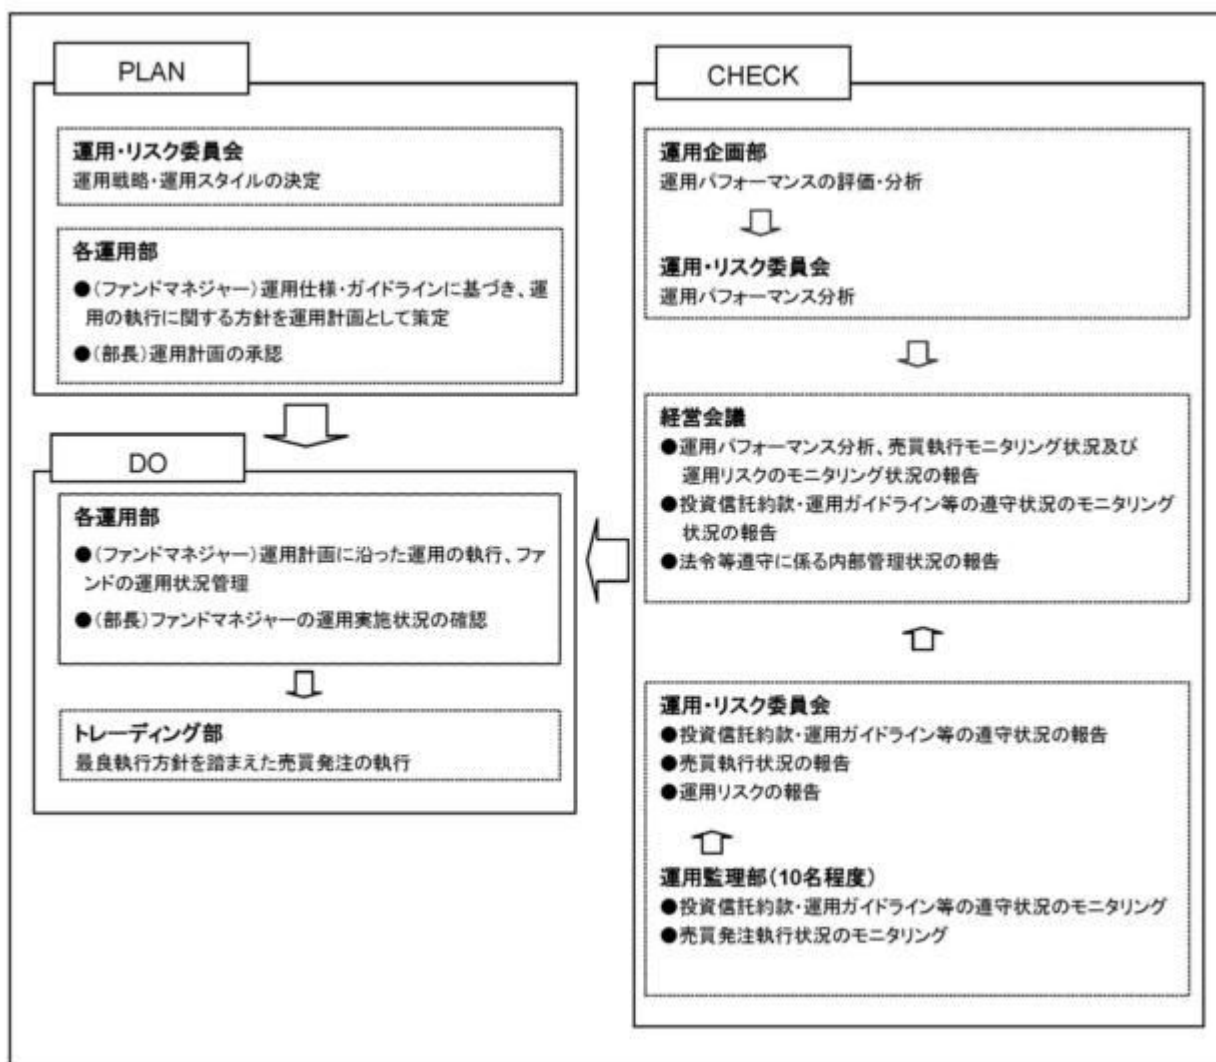 PLAN
運用・リスク委員会
運用戦略・運用スタイルの決定
各運用部
●(ファンドマネジャー)運用仕様・ガイドラインに基づき、運
用の執行に関する方針を運用計画として策定
●(部長)運用計画の承認
DO
各運用部
●(ファンドマネジャー)運用計画に沿った運用の執行、ファ
ンドの運用状況管理
●(部長)ファンドマネジャーの運用実施状況の確認
トレーディング部
最良執行方針を踏まえた売買発注の執行
CHECK
運用企画部
運用パフォーマンスの評価・分析
運用・リスク委員会
運用パフォーマンス分析
経営会議
●運用パフォーマンス分析、売買執行モニタリング状況及び
運用リスクのモニタリング状況の報告
●投資信託約款・運用ガイドライン等の遵守状況のモニタリング
状況の報告
●法令等遵守に係る内部管理状況の報告
運用・リスク委員会
●投資信託約款・運用ガイドライン等の遵守状況の報告
●売買執行状況の報告
●運用リスクの報告
運用監理部(10名程度)
●投資信託約款・運用ガイドライン等の遵守状況のモニタリング
●売買発注執行状況のモニタリング